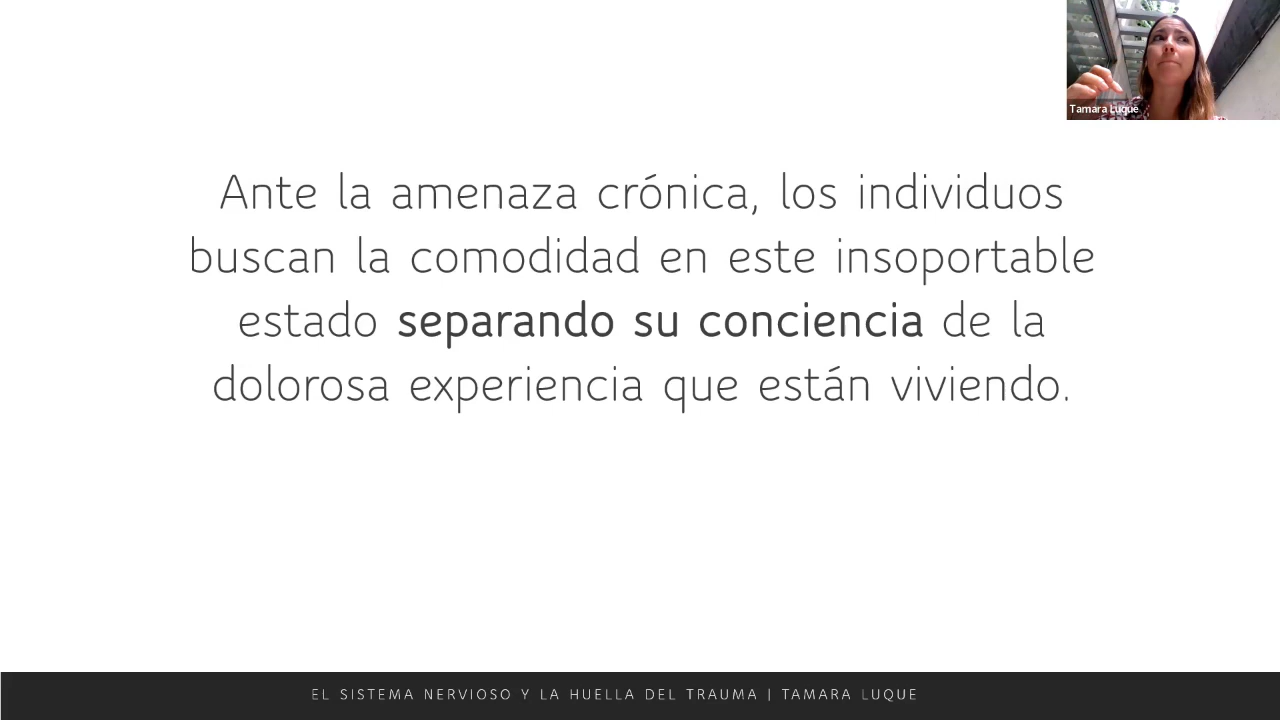 Tamara Luque
Ante la amenaza crónica, los individuos
buscan la comodidad en este insoportable
estado separando su conciencia de la
dolorosa experiencia que están viviendo.
EL SISTEMA NERVIOSO Y LA HUELLA DEL TRAUMA | TAMARA LUQUE